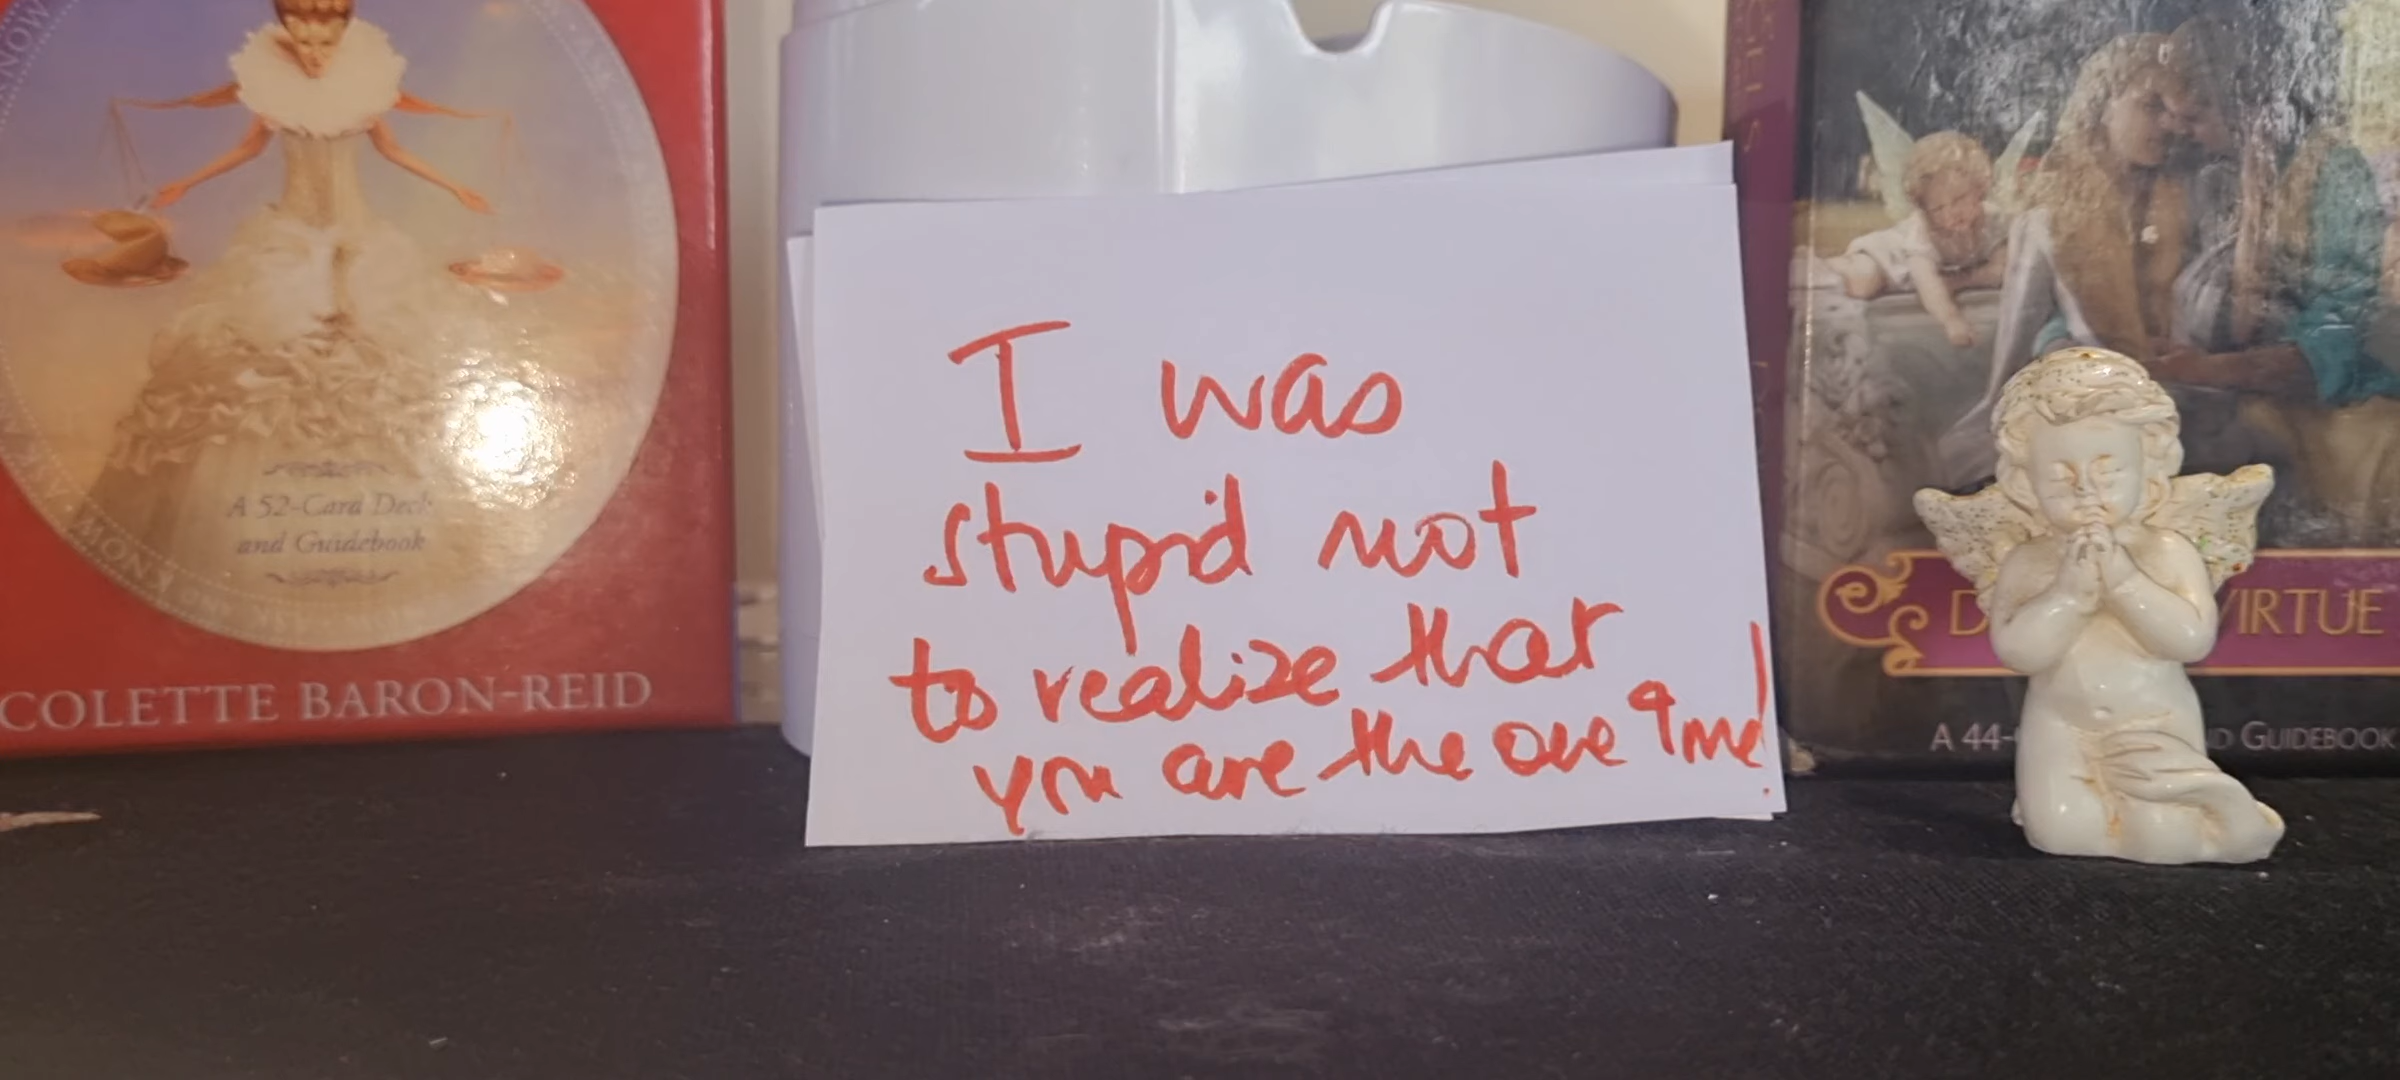 A 52-Card Deck
and Guidebook
COLETTE BARON-REID
I was
stupid not
to realize that
you are the one 4 me!
VIRTUE
A 44-
GUIDEBOOK